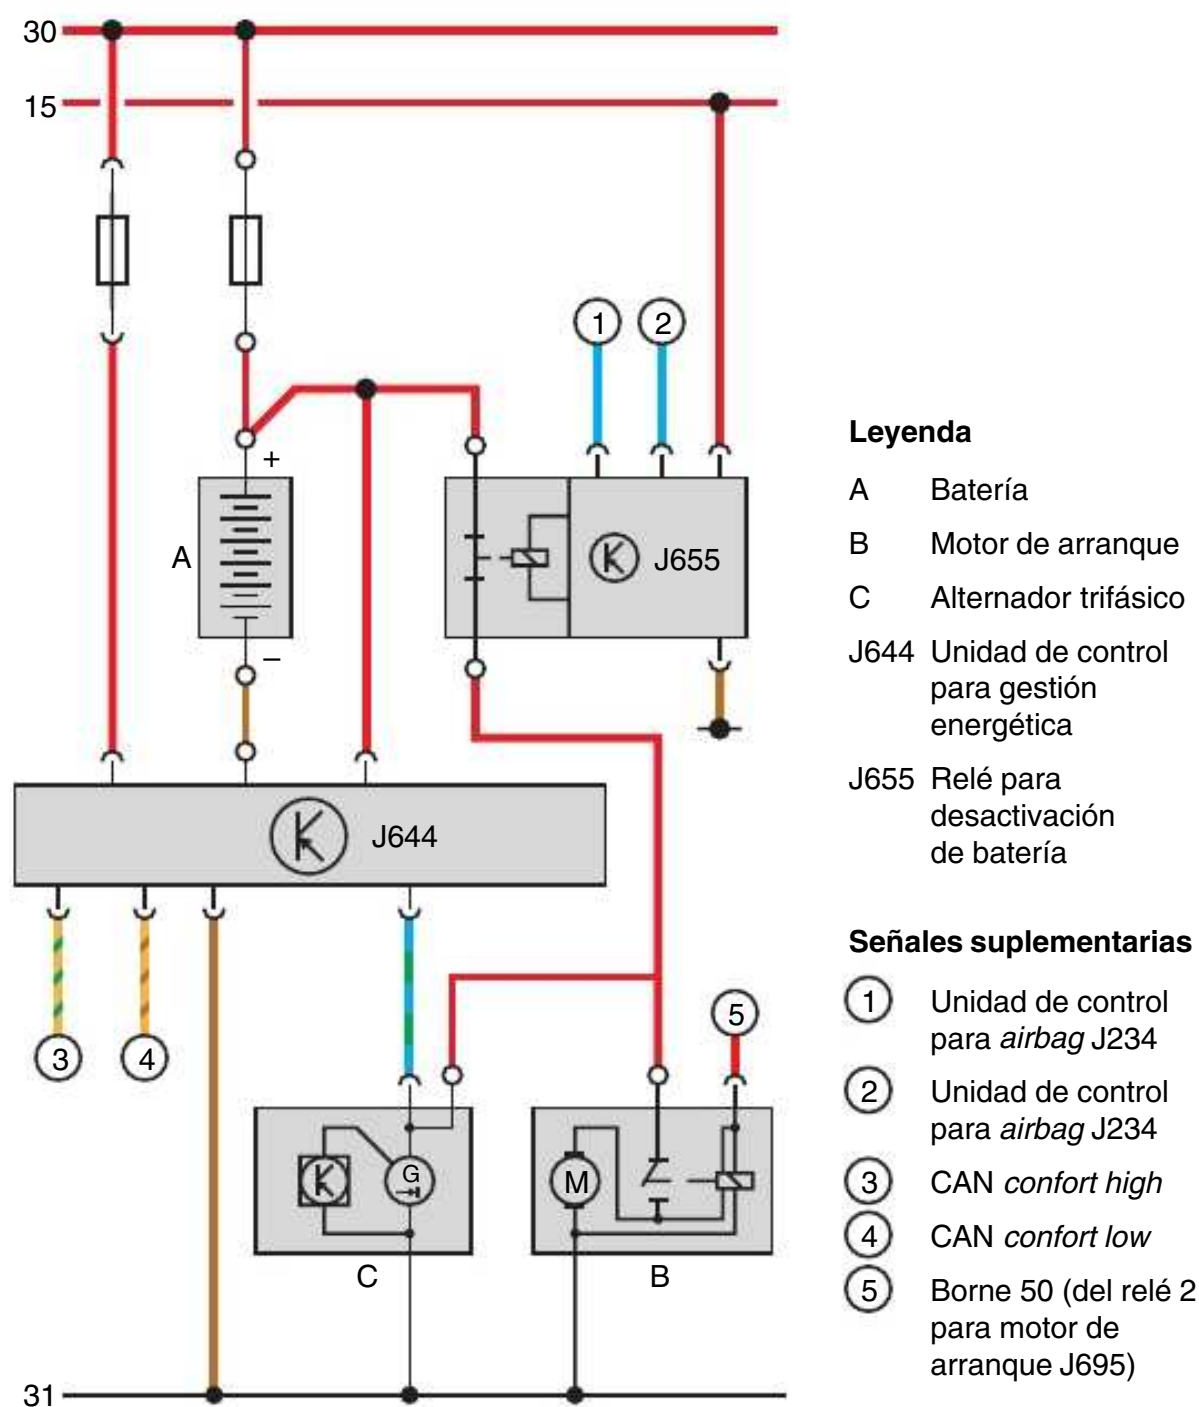 30
15
1
2
+
A
J655
–
J644
3
4
5
G
M
C
B
31
Leyenda
A Batería
B Motor de arranque
C Alternador trifásico
J644 Unidad de control
para gestión
energética
J655 Relé para
desactivación
de batería
Señales suplementarias
1 Unidad de control
para airbag J234
2 Unidad de control
para airbag J234
3 CAN confort high
4 CAN confort low
5 Borne 50 (del relé 2
para motor de
arranque J695)